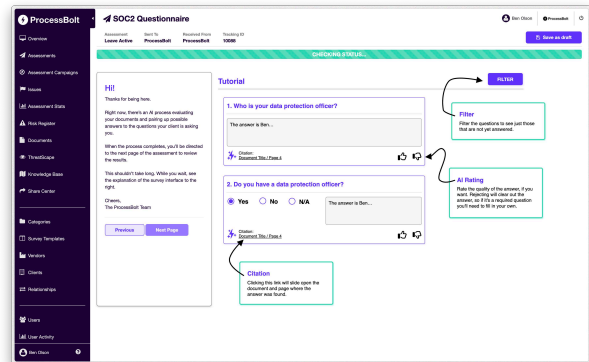 ProcessBolt
Overview
Assessments
Assessment Campaigns
Issues
Assessment Stats
Risk Register
Documents
ThreatScape
Knowledge Base
Share Center
Categories
Survey Templates
Vendors
Clients
Relationships
Users
User Activity
Ben Olson
SOC2 Questionnaire
Ben Olson
ProcessBolt
Assessment
Sent To
Received From
Tracking ID
Leave Active
ProcessBolt
ProcessBolt
10088
Save as draft
CHECKING STATUS...
Hi!
Thanks for being here.
Right now, there's an AI process evaluating
your documents and pairing up possible
answers to the questions your client is asking
you.
When the process completes, you'll be directed
to the next page of the assessment to review
the results.
This shouldn't take long. While you wait, see
the explanation of the survey interface to the
right.
Cheers,
The ProcessBolt Team
Previous
Next Page
Tutorial
FILTER
1. Who is your data protection officer?
The answer is Ben...
Citation:
Document Title / Page 4
2. Do you have a data protection officer?
Yes
No
N/A
The answer is Ben...
Citation:
Document Title / Page 4
Filter
Filter the questions to see just those
that are not yet answered.
AI Rating
Rate the quality of the answer, if you
want. Rejecting will clear out the
answer, so if it's a required question
you'll need to fill in your own.
Citation
Clicking this link will slide open the
document and page where the
answer was found.